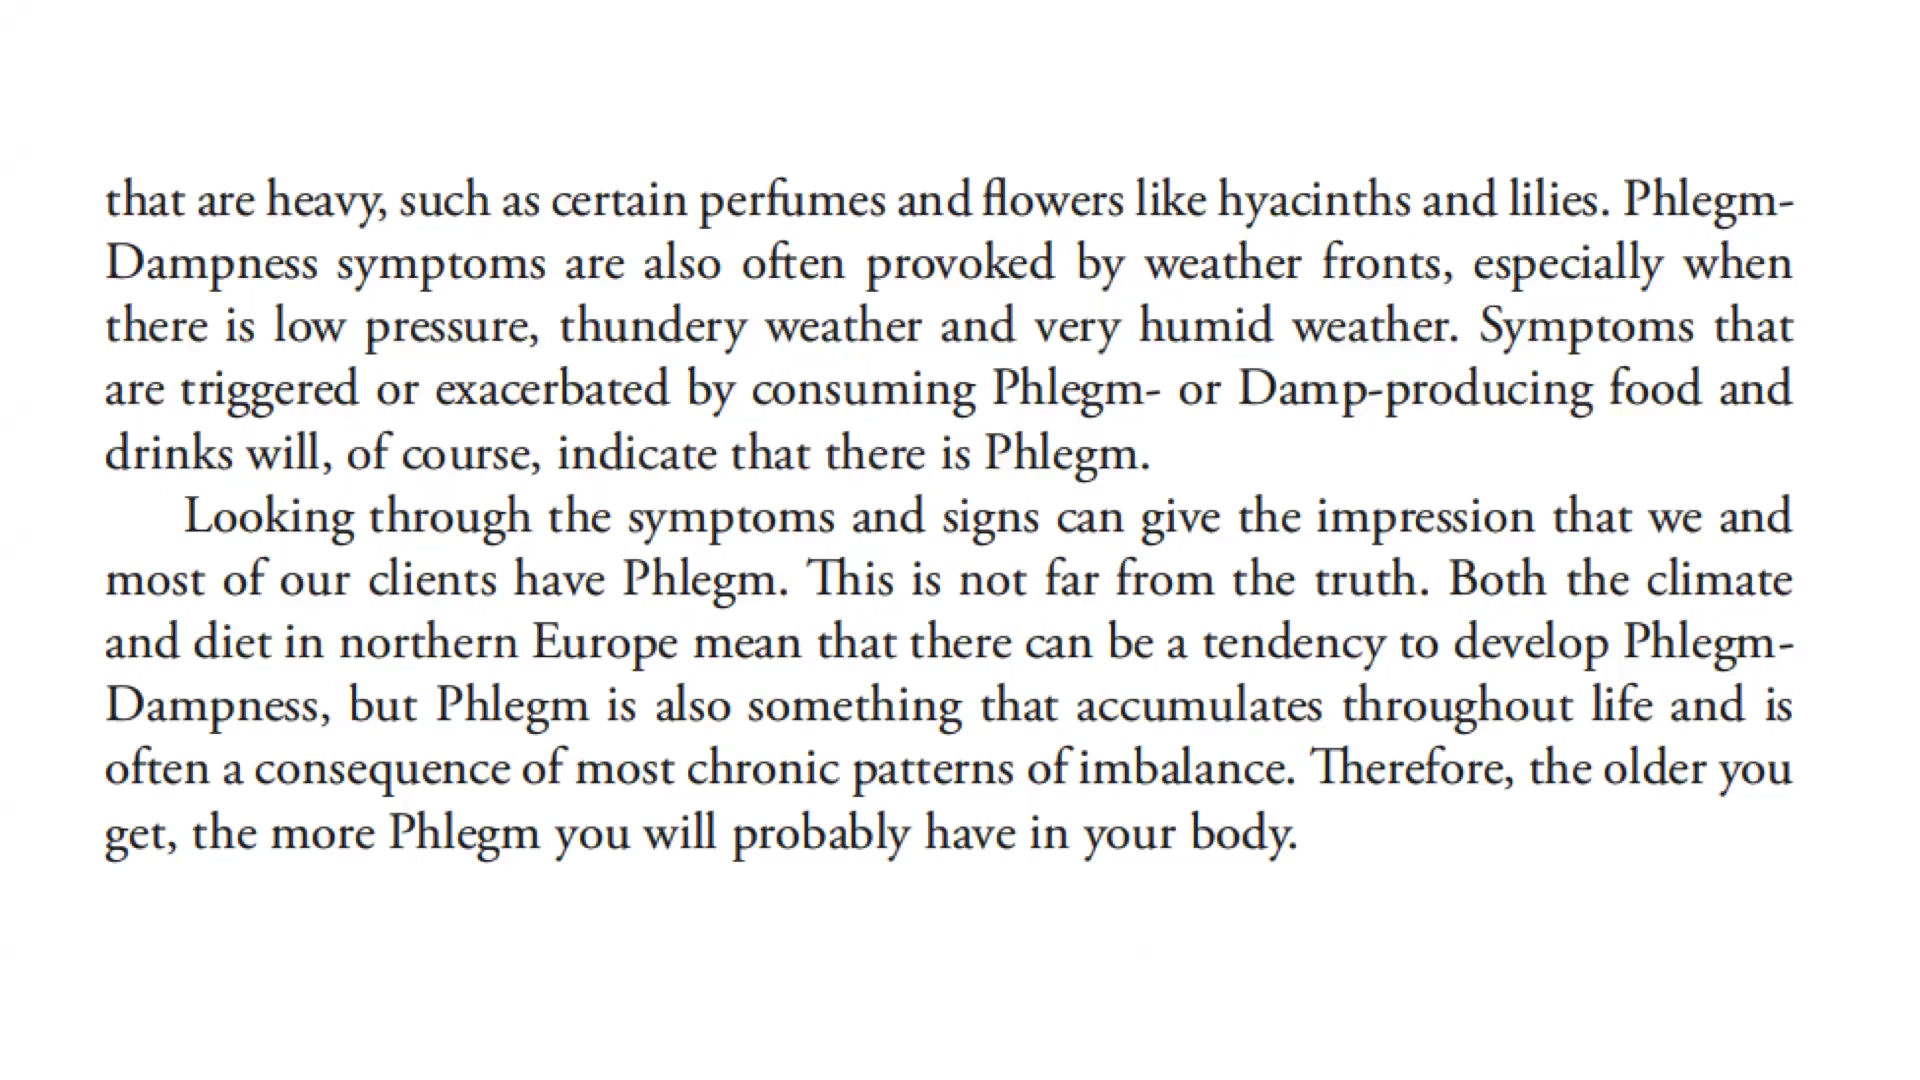 that are heavy, such as certain perfumes and flowers like hyacinths and lilies. Phlegm-
Dampness symptoms are also often provoked by weather fronts, especially when
there is low pressure, thundery weather and very humid weather. Symptoms that
are triggered or exacerbated by consuming Phlegm- or Damp-producing food and
drinks will, of course, indicate that there is Phlegm.
Looking through the symptoms and signs can give the impression that we and
most of our clients have Phlegm. This is not far from the truth. Both the climate
and diet in northern Europe mean that there can be a tendency to develop Phlegm-
Dampness, but Phlegm is also something that accumulates throughout life and is
often a consequence of most chronic patterns of imbalance. Therefore, the older you
get, the more Phlegm you will probably have in your body.